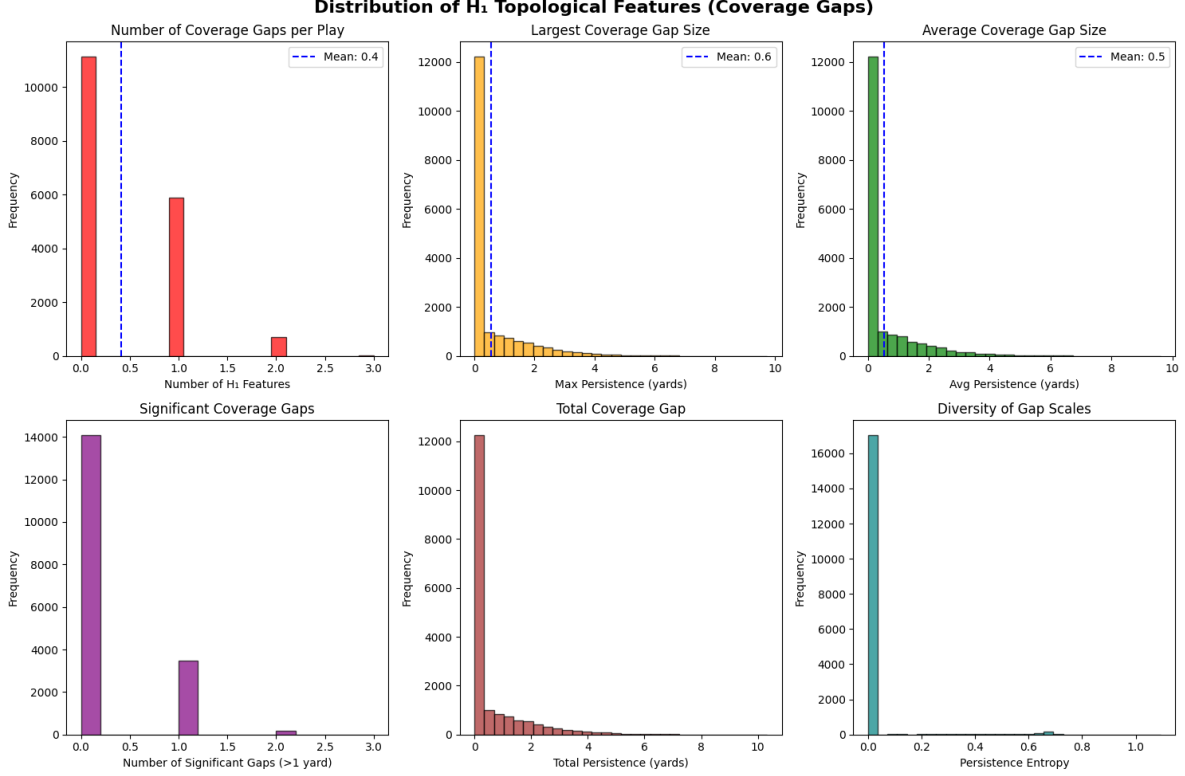 Distribution of H₁ Topological Features (Coverage Gaps)
Number of Coverage Gaps per Play
Mean: 0.4
Frequency
10000
8000
6000
4000
2000
0
0.0 0.5 1.0 1.5 2.0 2.5 3.0
Number of H₁ Features
Largest Coverage Gap Size
Mean: 0.6
Frequency
12000
10000
8000
6000
4000
2000
0
0 2 4 6 8 10
Max Persistence (yards)
Average Coverage Gap Size
Mean: 0.5
Frequency
12000
10000
8000
6000
4000
2000
0
0 2 4 6 8 10
Avg Persistence (yards)
Significant Coverage Gaps
Frequency
14000
12000
10000
8000
6000
4000
2000
0
0.0 0.5 1.0 1.5 2.0 2.5 3.0
Number of Significant Gaps (>1 yard)
Total Coverage Gap
Frequency
12000
10000
8000
6000
4000
2000
0
0 2 4 6 8 10
Total Persistence (yards)
Diversity of Gap Scales
Frequency
16000
14000
12000
10000
8000
6000
4000
2000
0
0.0 0.2 0.4 0.6 0.8 1.0
Persistence Entropy